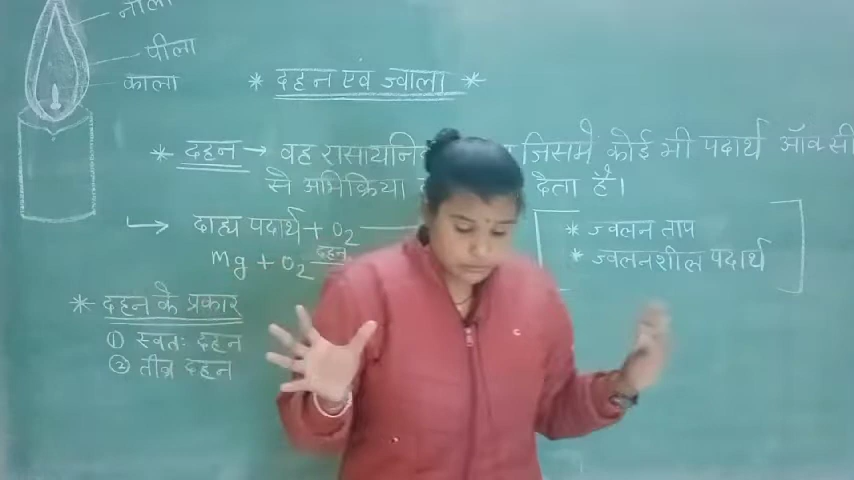 नीला
पीला
काला
* दहन एवं ज्वाला *
* दहन → वह रासायनि जिसमें कोई भी पदार्थ ऑक्सी
से अभिक्रिया देता है।
↳ दाह्य पदार्थ + O₂
Mg + O₂ दहन
* ज्वलन ताप
* ज्वलनशील पदार्थ
* दहन के प्रकार
① स्वतः दहन
② तीव्र दहन